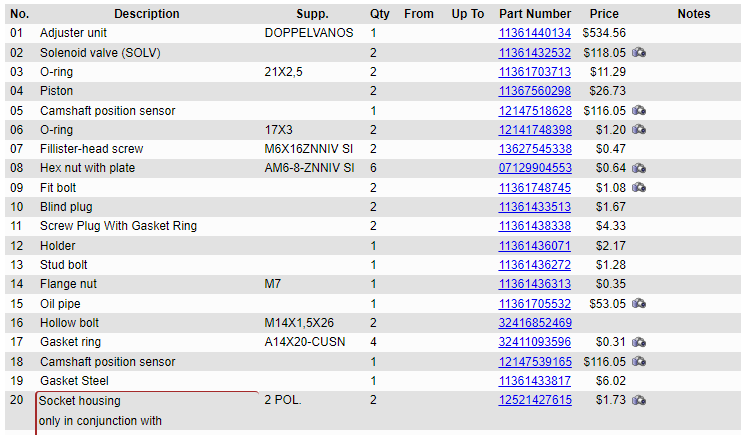 No. Description Supp. Qty From Up To Part Number Price Notes
01 Adjuster unit DOPPELVANOS 1 11361440134 $534.56
02 Solenoid valve (SOLV) 2 11361432532 $118.05
03 O-ring 21X2,5 2 11361703713 $11.29
04 Piston 2 11367560298 $26.73
05 Camshaft position sensor 1 12147518628 $116.05
06 O-ring 17X3 2 12141748398 $1.20
07 Fillister-head screw M6X16ZNNIV SI 2 13627545338 $0.47
08 Hex nut with plate AM6-8-ZNNIV SI 6 07129904553 $0.64
09 Fit bolt 2 11361748745 $1.08
10 Blind plug 2 11361433513 $1.67
11 Screw Plug With Gasket Ring 2 11361438338 $4.33
12 Holder 1 11361436071 $2.17
13 Stud bolt 1 11361436272 $1.28
14 Flange nut M7 1 11361436313 $0.35
15 Oil pipe 1 11361705532 $53.05
16 Hollow bolt M14X1,5X26 2 32416852469
17 Gasket ring A14X20-CUSN 4 32411093596 $0.31
18 Camshaft position sensor 1 12147539165 $116.05
19 Gasket Steel 1 11361433817 $6.02
20 Socket housing 2 POL. 2 12521427615 $1.73
only in conjunction with